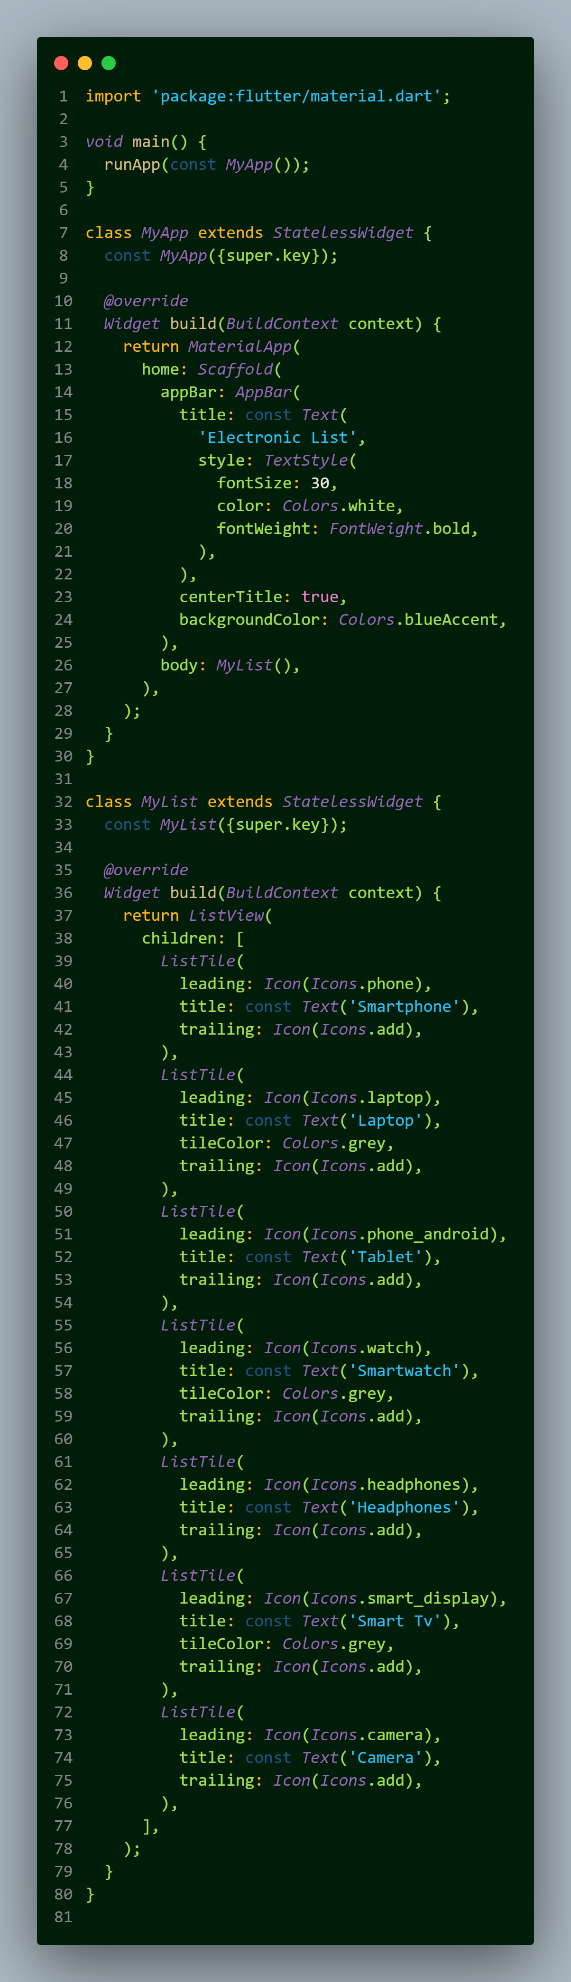 1 import 'package:flutter/material.dart';
2
3 void main() {
4   runApp(const MyApp());
5 }
6
7 class MyApp extends StatelessWidget {
8   const MyApp({super.key});
9
10   @override
11   Widget build(BuildContext context) {
12     return MaterialApp(
13       home: Scaffold(
14         appBar: AppBar(
15           title: const Text(
16             'Electronic List',
17             style: TextStyle(
18               fontSize: 30,
19               color: Colors.white,
20               fontWeight: FontWeight.bold,
21             ),
22           ),
23           centerTitle: true,
24           backgroundColor: Colors.blueAccent,
25         ),
26         body: MyList(),
27       ),
28     );
29   }
30 }
31
32 class MyList extends StatelessWidget {
33   const MyList({super.key});
34
35   @override
36   Widget build(BuildContext context) {
37     return ListView(
38       children: [
39         ListTile(
40           leading: Icon(Icons.phone),
41           title: const Text('Smartphone'),
42           trailing: Icon(Icons.add),
43         ),
44         ListTile(
45           leading: Icon(Icons.laptop),
46           title: const Text('Laptop'),
47           tileColor: Colors.grey,
48           trailing: Icon(Icons.add),
49         ),
50         ListTile(
51           leading: Icon(Icons.phone_android),
52           title: const Text('Tablet'),
53           trailing: Icon(Icons.add),
54         ),
55         ListTile(
56           leading: Icon(Icons.watch),
57           title: const Text('Smartwatch'),
58           tileColor: Colors.grey,
59           trailing: Icon(Icons.add),
60         ),
61         ListTile(
62           leading: Icon(Icons.headphones),
63           title: const Text('Headphones'),
64           trailing: Icon(Icons.add),
65         ),
66         ListTile(
67           leading: Icon(Icons.smart_display),
68           title: const Text('Smart Tv'),
69           tileColor: Colors.grey,
70           trailing: Icon(Icons.add),
71         ),
72         ListTile(
73           leading: Icon(Icons.camera),
74           title: const Text('Camera'),
75           trailing: Icon(Icons.add),
76         ),
77       ],
78     );
79   }
80 }
81